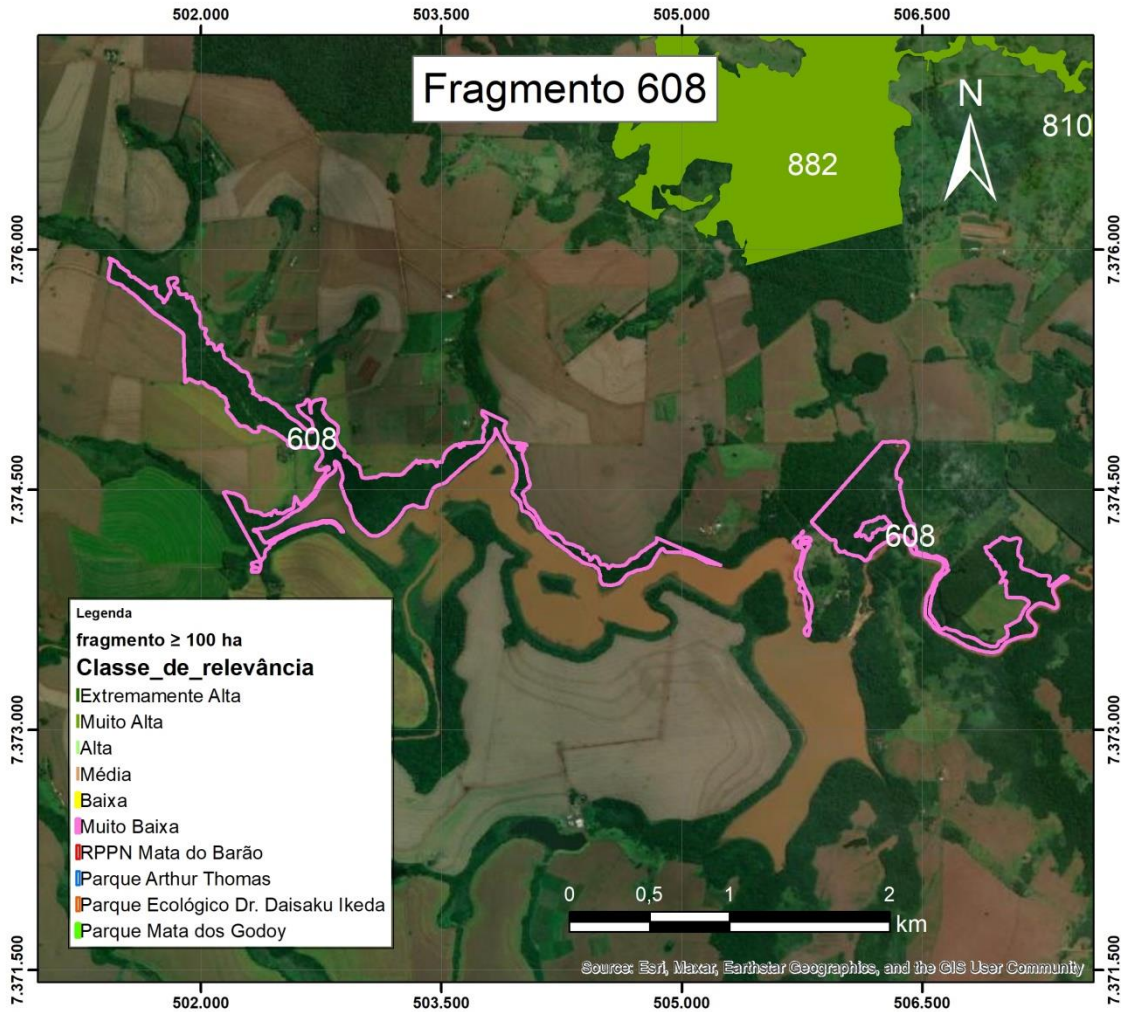 502.000 503.500 505.000 506.500
Fragmento 608
N
810
882
7.376.000 7.376.000
608
7.374.500 7.374.500
608
Legenda
fragmento ≥ 100 ha
Classe_de_relevância
Extremamente Alta
Muito Alta
Alta
Média
Baixa
Muito Baixa
RPPN Mata do Barão
Parque Arthur Thomas
Parque Ecológico Dr. Daisaku Ikeda
Parque Mata dos Godoy
7.373.000 7.373.000
0 0,5 1 2
km
Source: Esri, Maxar, Earthstar Geographics, and the GIS User Community
7.371.500 7.371.500
502.000 503.500 505.000 506.500